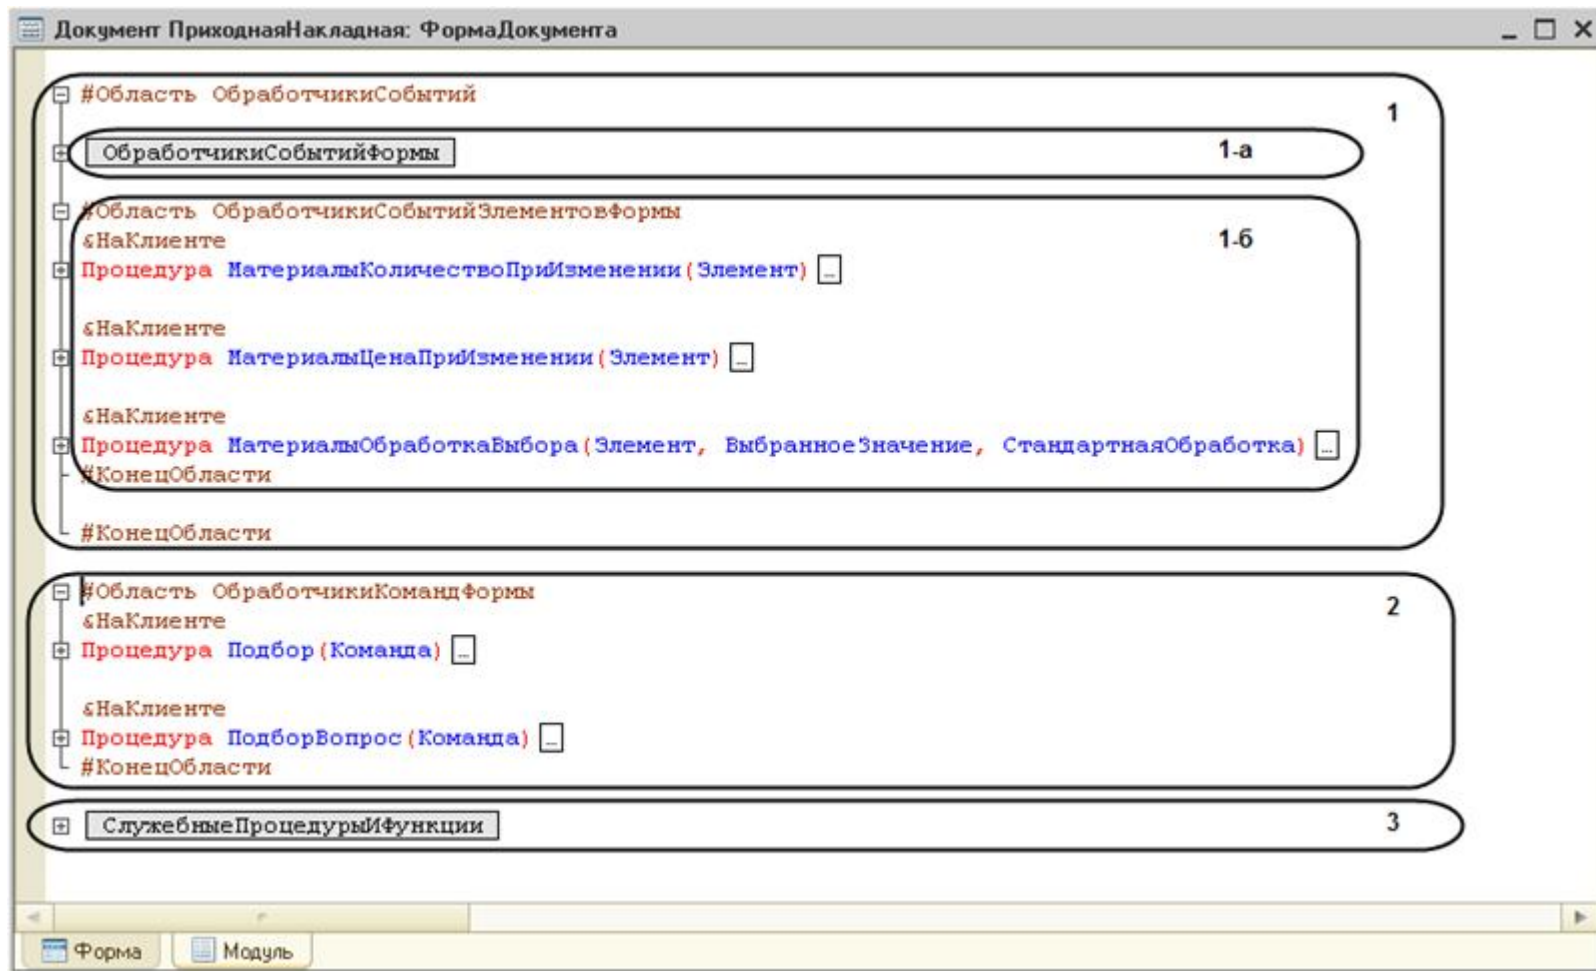 Документ ПриходнаяНакладная: ФормаДокумента
#Область ОбработчикиСобытий
1
ОбработчикиСобытийФормы
1-а
#Область ОбработчикиСобытийЭлементовФормы
&НаКлиенте
1-б
Процедура МатериалыКоличествоПриИзменении(Элемент) ...
&НаКлиенте
Процедура МатериалыЦенаПриИзменении(Элемент) ...
&НаКлиенте
Процедура МатериалыОбработкаВыбора(Элемент, ВыбранноеЗначение, СтандартнаяОбработка) ...
#КонецОбласти
#КонецОбласти
#Область ОбработчикиКомандФормы
2
&НаКлиенте
Процедура Подбор(Команда) ...
&НаКлиенте
Процедура ПодборВопрос(Команда) ...
#КонецОбласти
СлужебныеПроцедурыИФункции
3
Форма
Модуль